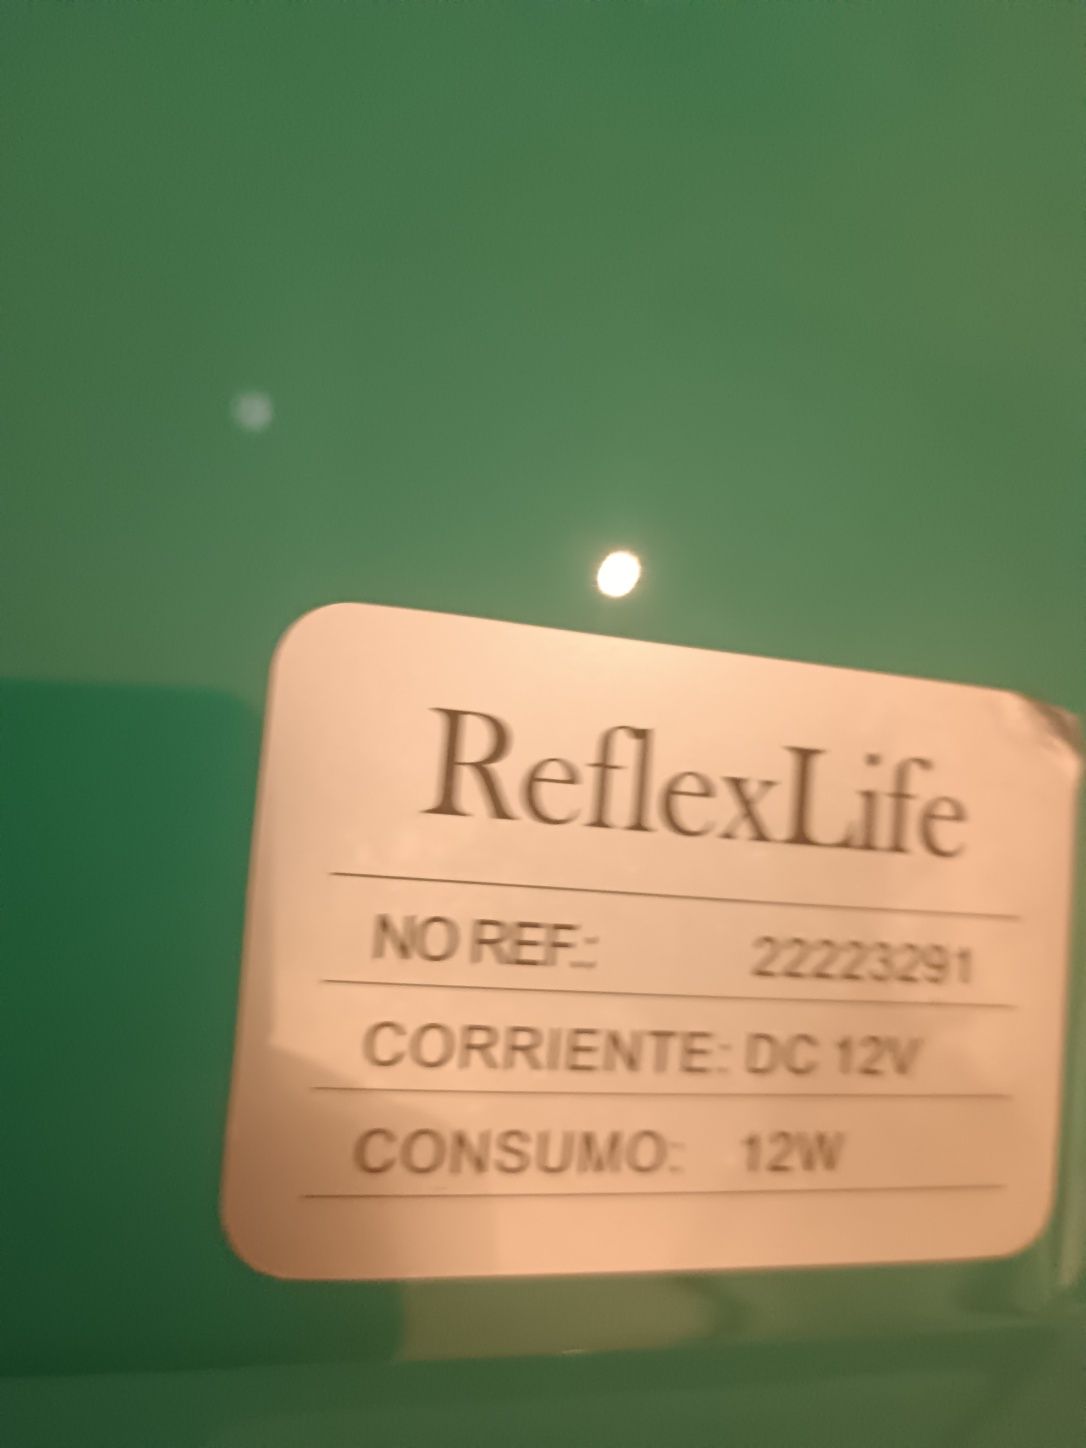 ReflexLife
NO REF.: 22223291
CORRIENTE: DC 12V
CONSUMO: 12W